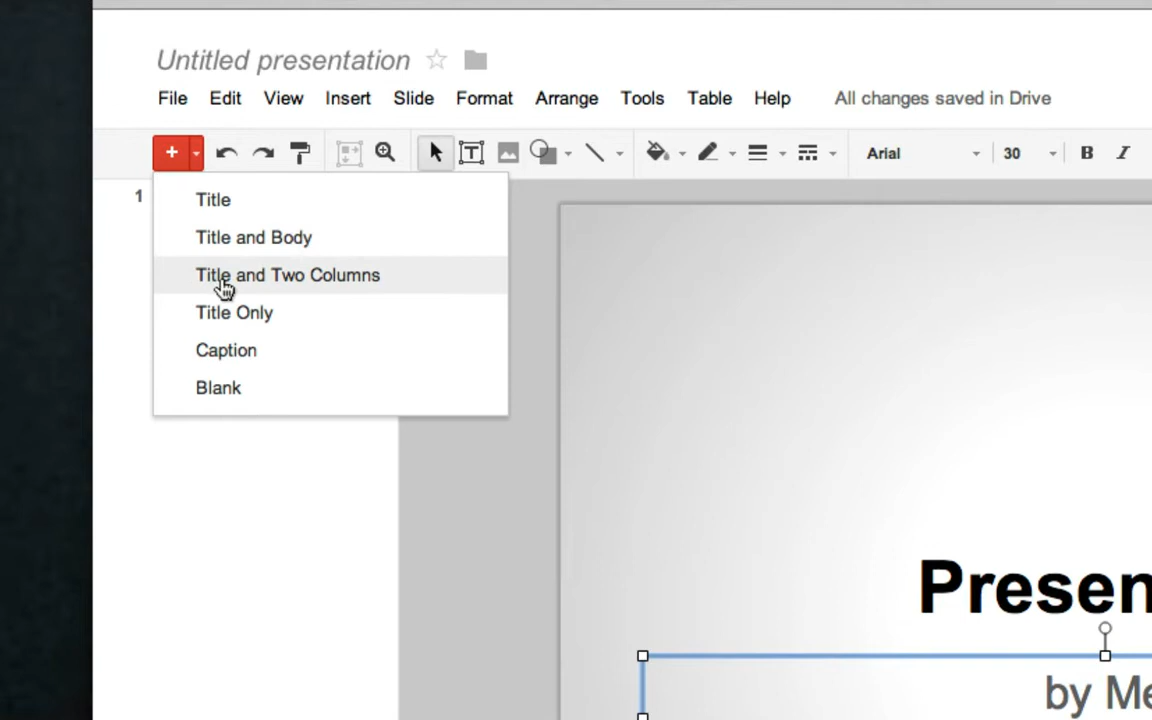 Untitled presentation
File Edit View Insert Slide Format Arrange Tools Table Help All changes saved in Drive
Arial 30 B I
1
Title
Title and Body
Title and Two Columns
Title Only
Caption
Blank
Presen
by Me